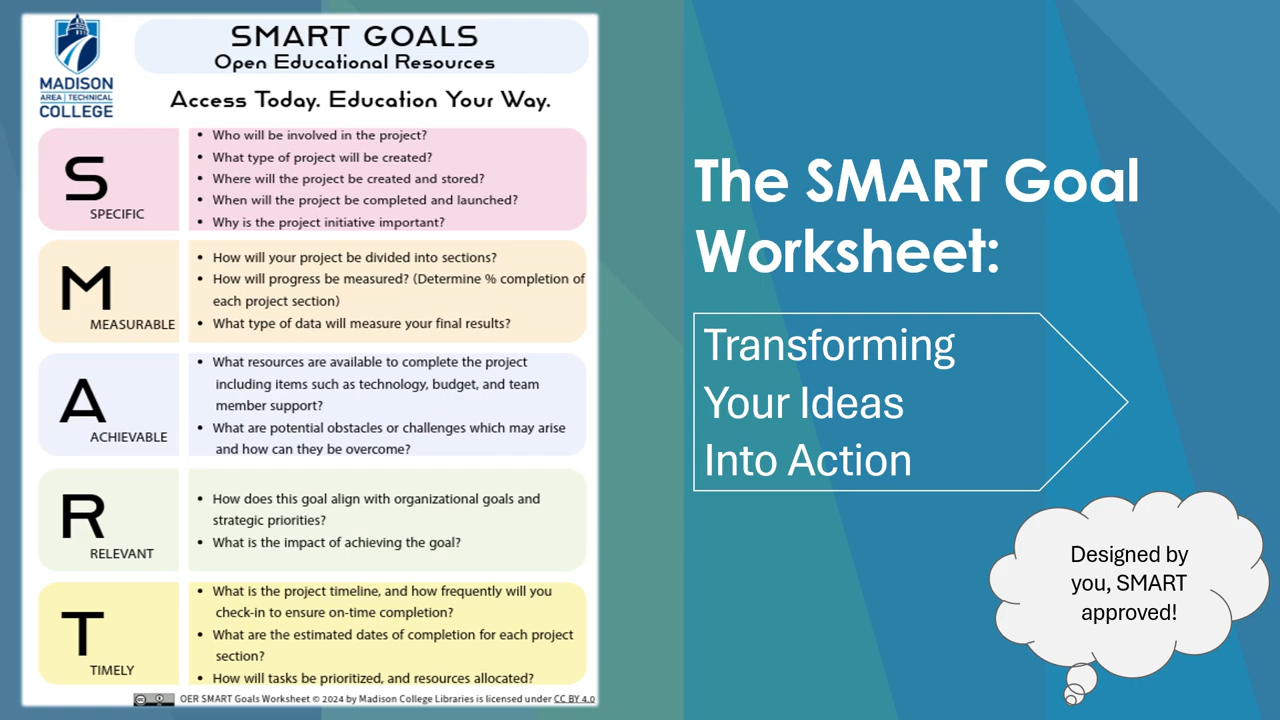 MADISON
AREA | TECHNICAL
COLLEGE
SMART GOALS
Open Educational Resources
Access Today. Education Your Way.
S
SPECIFIC
• Who will be involved in the project?
• What type of project will be created?
• Where will the project be created and stored?
• When will the project be completed and launched?
• Why is the project initiative important?
M
MEASURABLE
• How will your project be divided into sections?
• How will progress be measured? (Determine % completion of
each project section)
• What type of data will measure your final results?
A
ACHIEVABLE
• What resources are available to complete the project
including items such as technology, budget, and team
member support?
• What are potential obstacles or challenges which may arise
and how can they be overcome?
R
RELEVANT
• How does this goal align with organizational goals and
strategic priorities?
• What is the impact of achieving the goal?
T
TIMELY
• What is the project timeline, and how frequently will you
check-in to ensure on-time completion?
• What are the estimated dates of completion for each project
section?
• How will tasks be prioritized, and resources allocated?
OER SMART Goals Worksheet © 2024 by Madison College Libraries is licensed under CC BY 4.0
The SMART Goal
Worksheet:
Transforming
Your Ideas
Into Action
Designed by
you, SMART
approved!